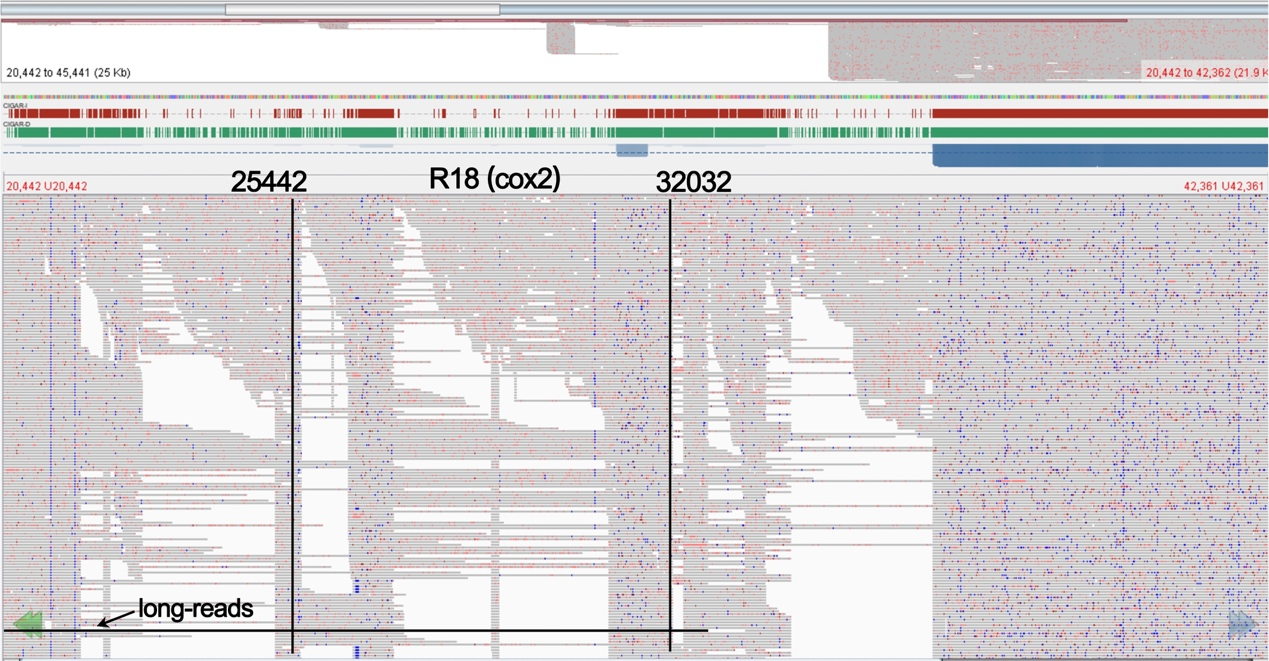 20,442 to 45,441 (25 Kb)
20,442 to 42,362 (21.9 K
CIGAR-I
CIGAR-D
20,442 U20,442
25442
R18 (cox2)
32032
42,361 U42,361
long-reads